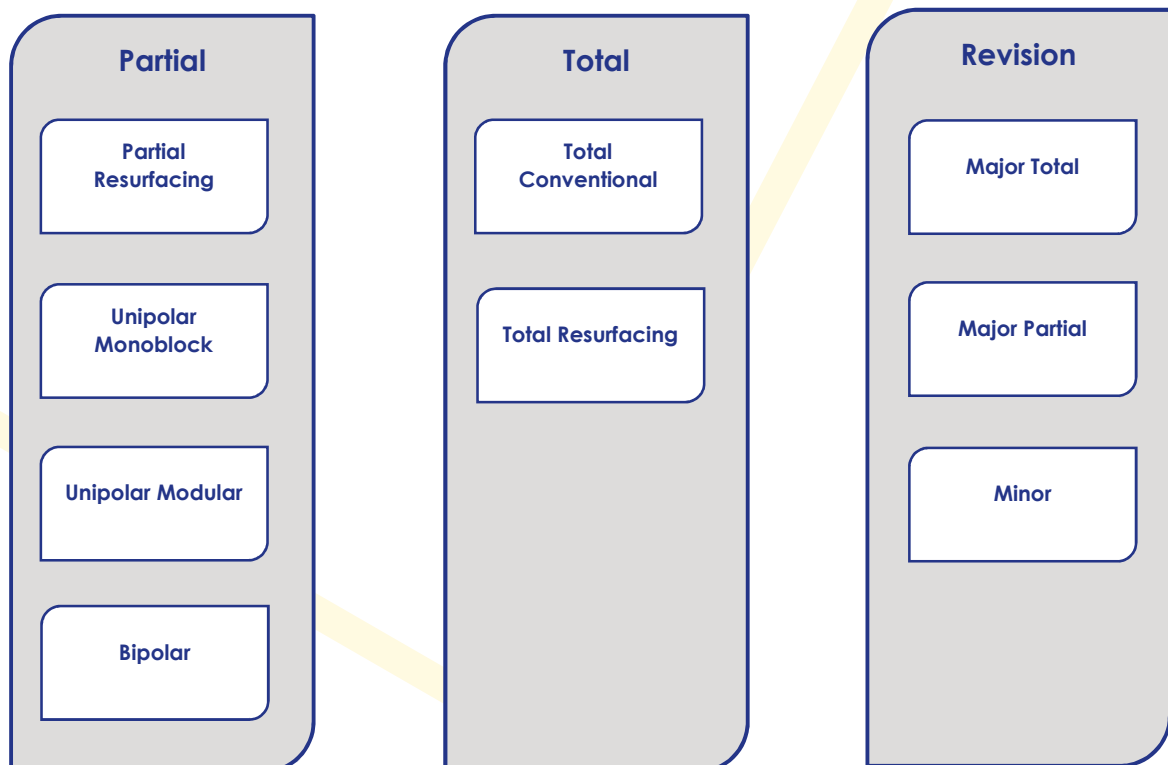 Partial
Partial
Resurfacing
Unipolar
Monoblock
Unipolar Modular
Bipolar
Total
Total
Conventional
Total Resurfacing
Revision
Major Total
Major Partial
Minor